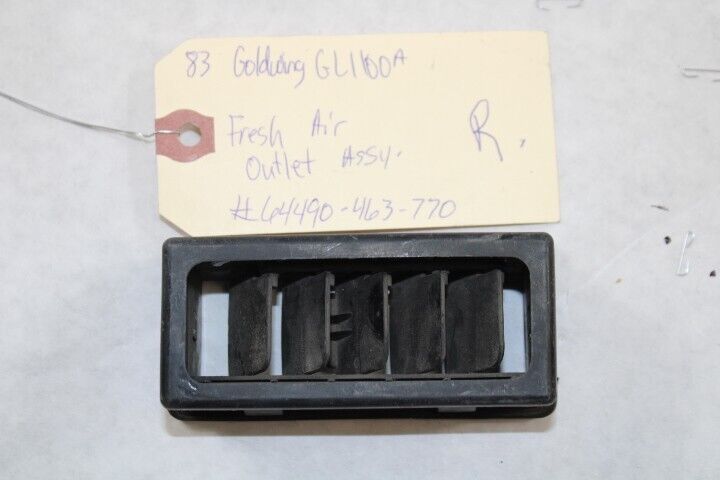 83 Goldwing GL1100A
Fresh Air
Outlet Assy.
R.
#64490-463-770